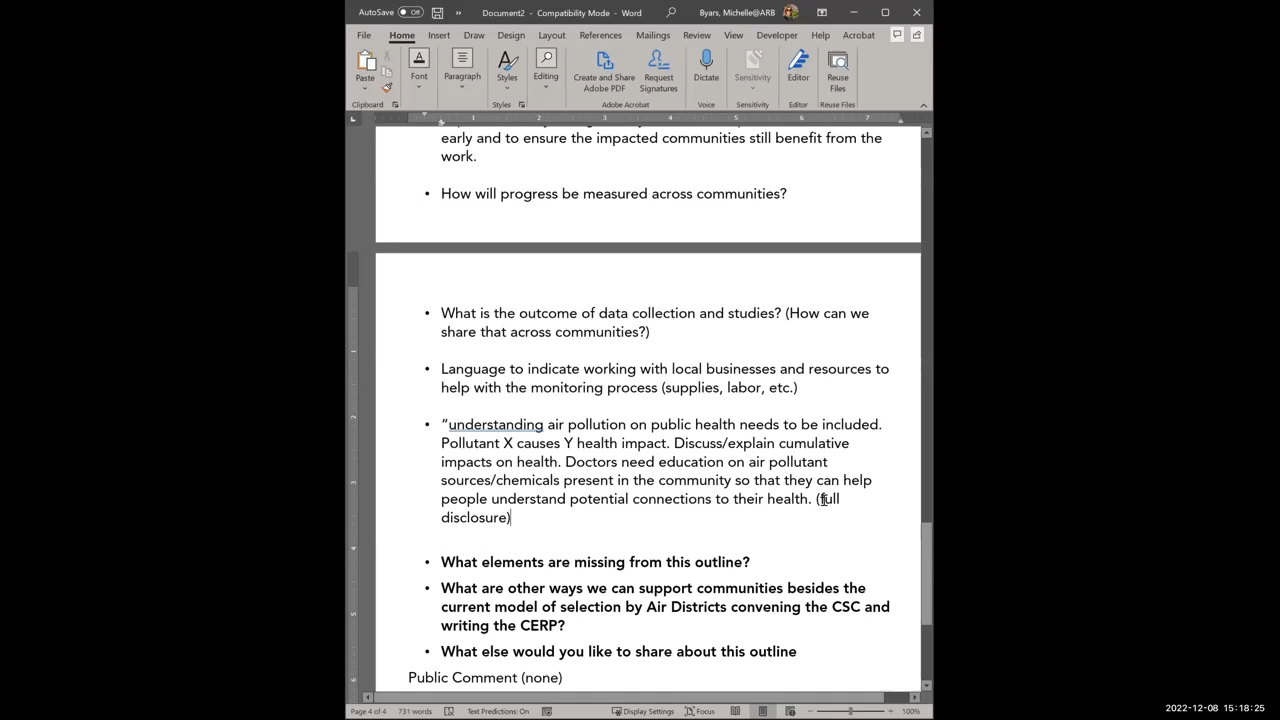 AutoSave Off
Document2 - Compatibility Mode - Word
Byars, Michelle@ARB
File Home Insert Draw Design Layout References Mailings Review View Developer Help Acrobat
Paste Font Paragraph Styles Editing Create and Share Adobe PDF Request Signatures Dictate Sensitivity Editor Reuse Files
Clipboard Styles Adobe Acrobat Voice Sensitivity Editor Reuse Files
1 2 3 4 5 6 7
early and to ensure the impacted communities still benefit from the
work.
• How will progress be measured across communities?
• What is the outcome of data collection and studies? (How can we
share that across communities?)
• Language to indicate working with local businesses and resources to
help with the monitoring process (supplies, labor, etc.)
• “understanding air pollution on public health needs to be included.
Pollutant X causes Y health impact. Discuss/explain cumulative
impacts on health. Doctors need education on air pollutant
sources/chemicals present in the community so that they can help
people understand potential connections to their health. (full
disclosure)
• What elements are missing from this outline?
• What are other ways we can support communities besides the
current model of selection by Air Districts convening the CSC and
writing the CERP?
• What else would you like to share about this outline
Public Comment (none)
Page 4 of 4 731 words Text Predictions: On Display Settings Focus 100%
2022-12-08 15:18:25